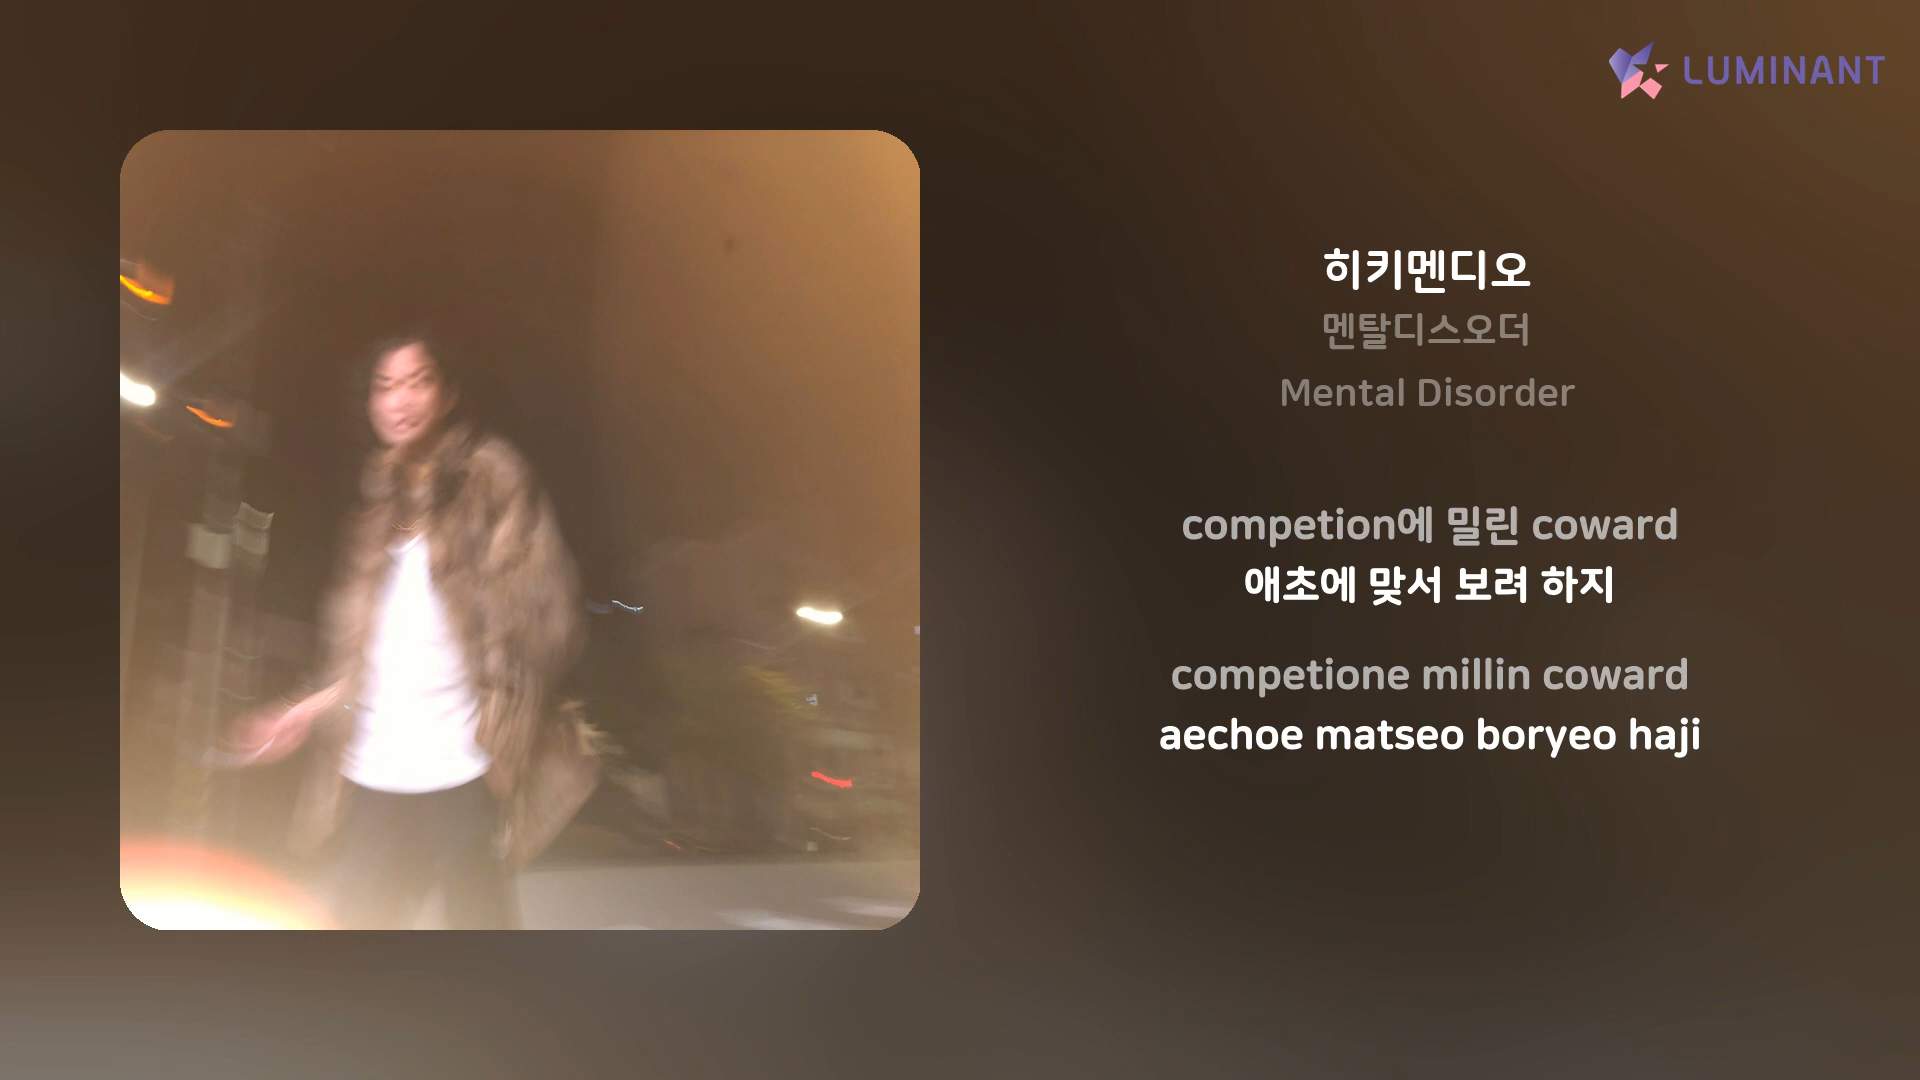 LUMINANT
히키멘디오
멘탈디스오더
Mental Disorder
competion에 밀린 coward
애초에 맞서 보려 하지
competione millin coward
aechoe matseo boryeo haji